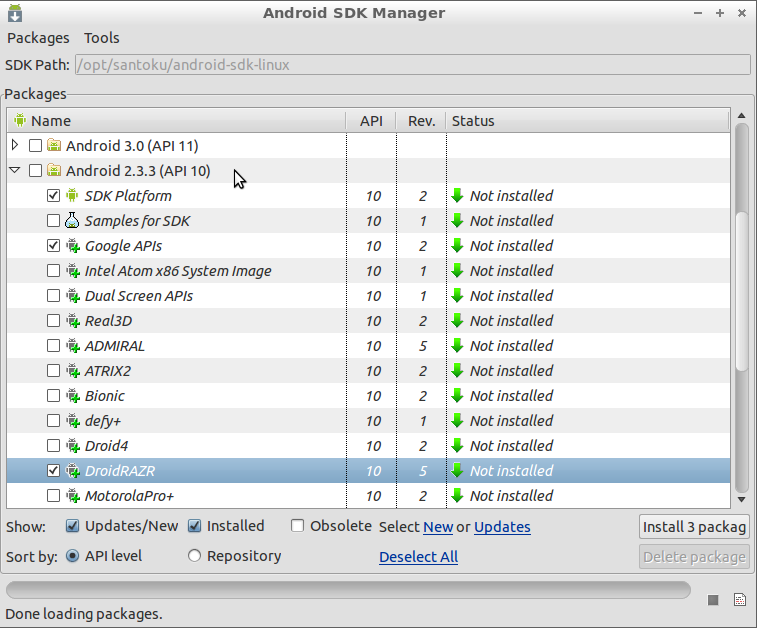 Android SDK Manager
Packages Tools
SDK Path: /opt/santoku/android-sdk-linux
Packages
Name API Rev. Status
Android 3.0 (API 11)
Android 2.3.3 (API 10)
SDK Platform 10 2 Not installed
Samples for SDK 10 1 Not installed
Google APIs 10 2 Not installed
Intel Atom x86 System Image 10 1 Not installed
Dual Screen APIs 10 1 Not installed
Real3D 10 2 Not installed
ADMIRAL 10 5 Not installed
ATRIX2 10 2 Not installed
Bionic 10 2 Not installed
defy+ 10 1 Not installed
Droid4 10 2 Not installed
DroidRAZR 10 5 Not installed
MotorolaPro+ 10 2 Not installed
Show: Updates/New Installed Obsolete Select New or Updates Install 3 packag
Sort by: API level Repository Deselect All Delete package
Done loading packages.